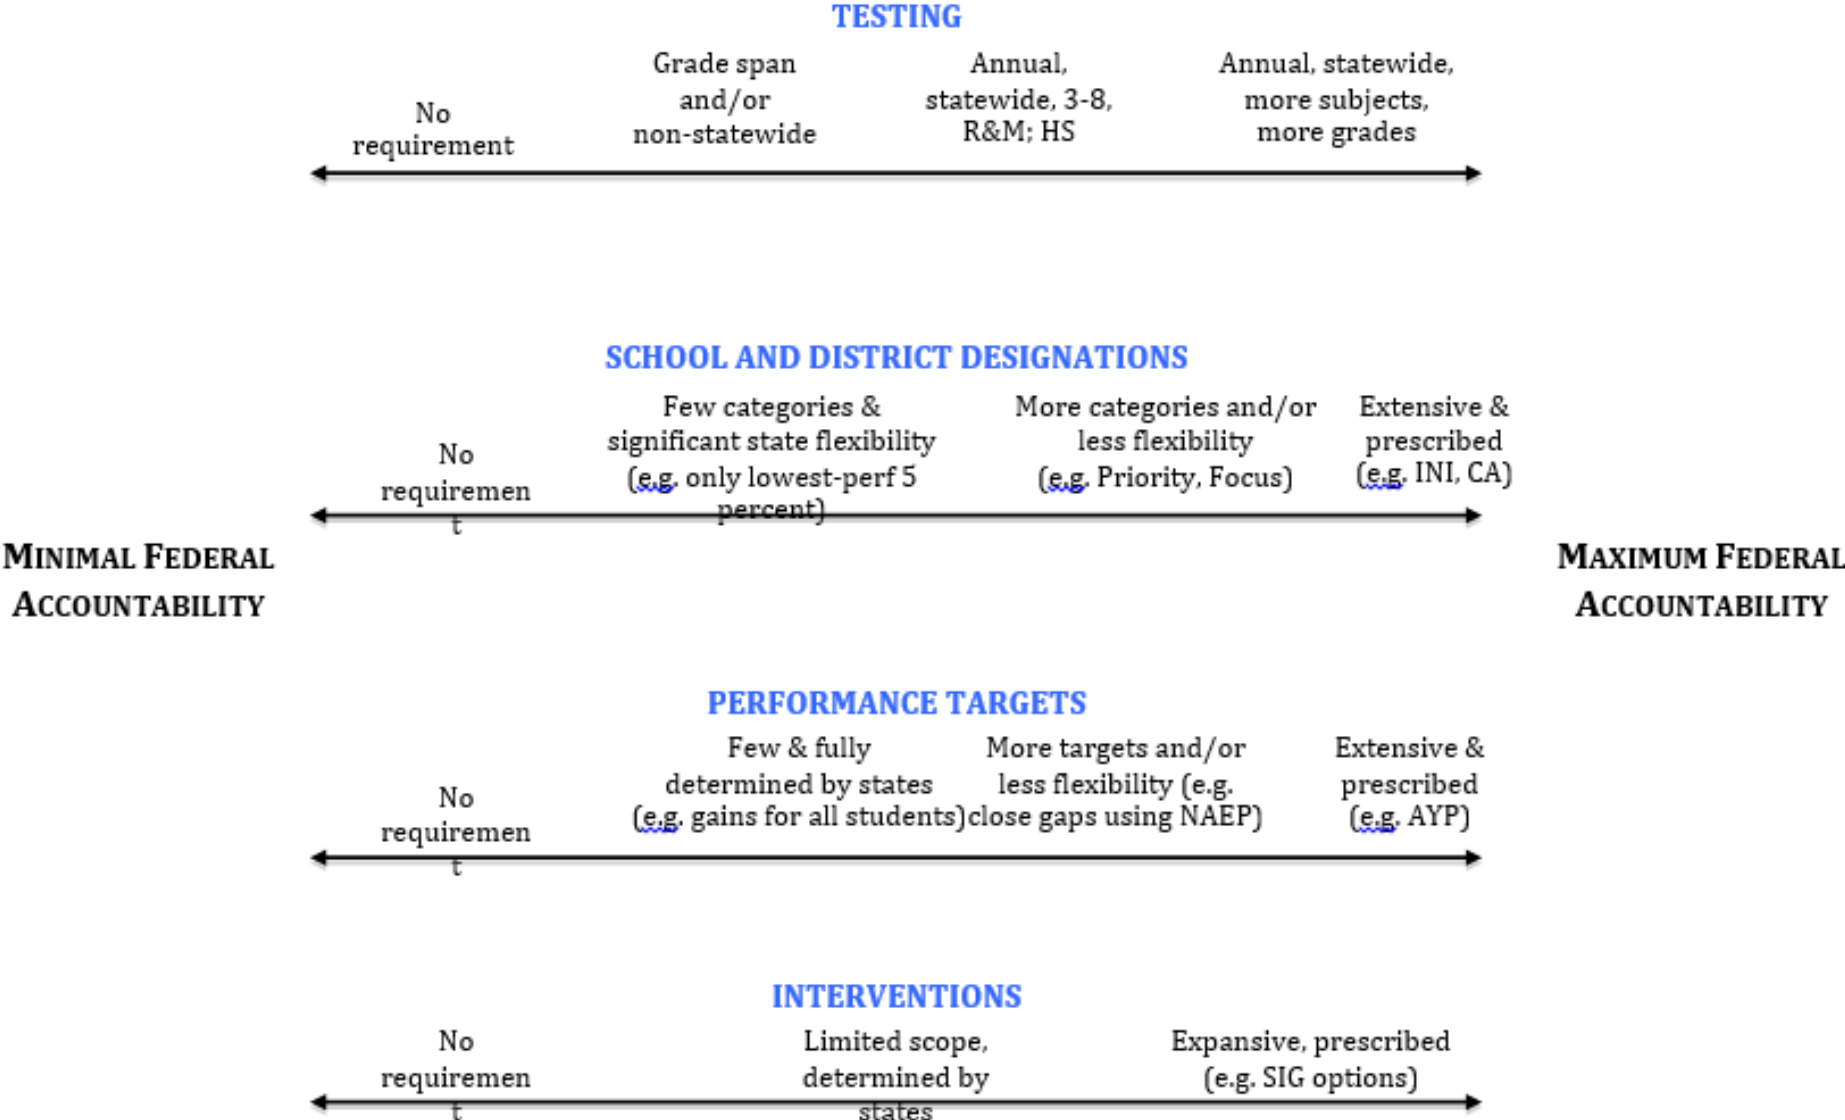 TESTING
No
requirement
Grade span
and/or
non-statewide
Annual,
statewide, 3-8,
R&M; HS
Annual, statewide,
more subjects,
more grades
SCHOOL AND DISTRICT DESIGNATIONS
No
requiremen
t
Few categories &
significant state flexibility
(e.g. only lowest-perf 5
percent)
More categories and/or
less flexibility
(e.g. Priority, Focus)
Extensive &
prescribed
(e.g. INI, CA)
MINIMAL FEDERAL
ACCOUNTABILITY
MAXIMUM FEDERAL
ACCOUNTABILITY
PERFORMANCE TARGETS
No
requiremen
t
Few & fully
determined by states
(e.g. gains for all students)
More targets and/or
less flexibility (e.g.
close gaps using NAEP)
Extensive &
prescribed
(e.g. AYP)
INTERVENTIONS
No
requiremen
t
Limited scope,
determined by
states
Expansive, prescribed
(e.g. SIG options)